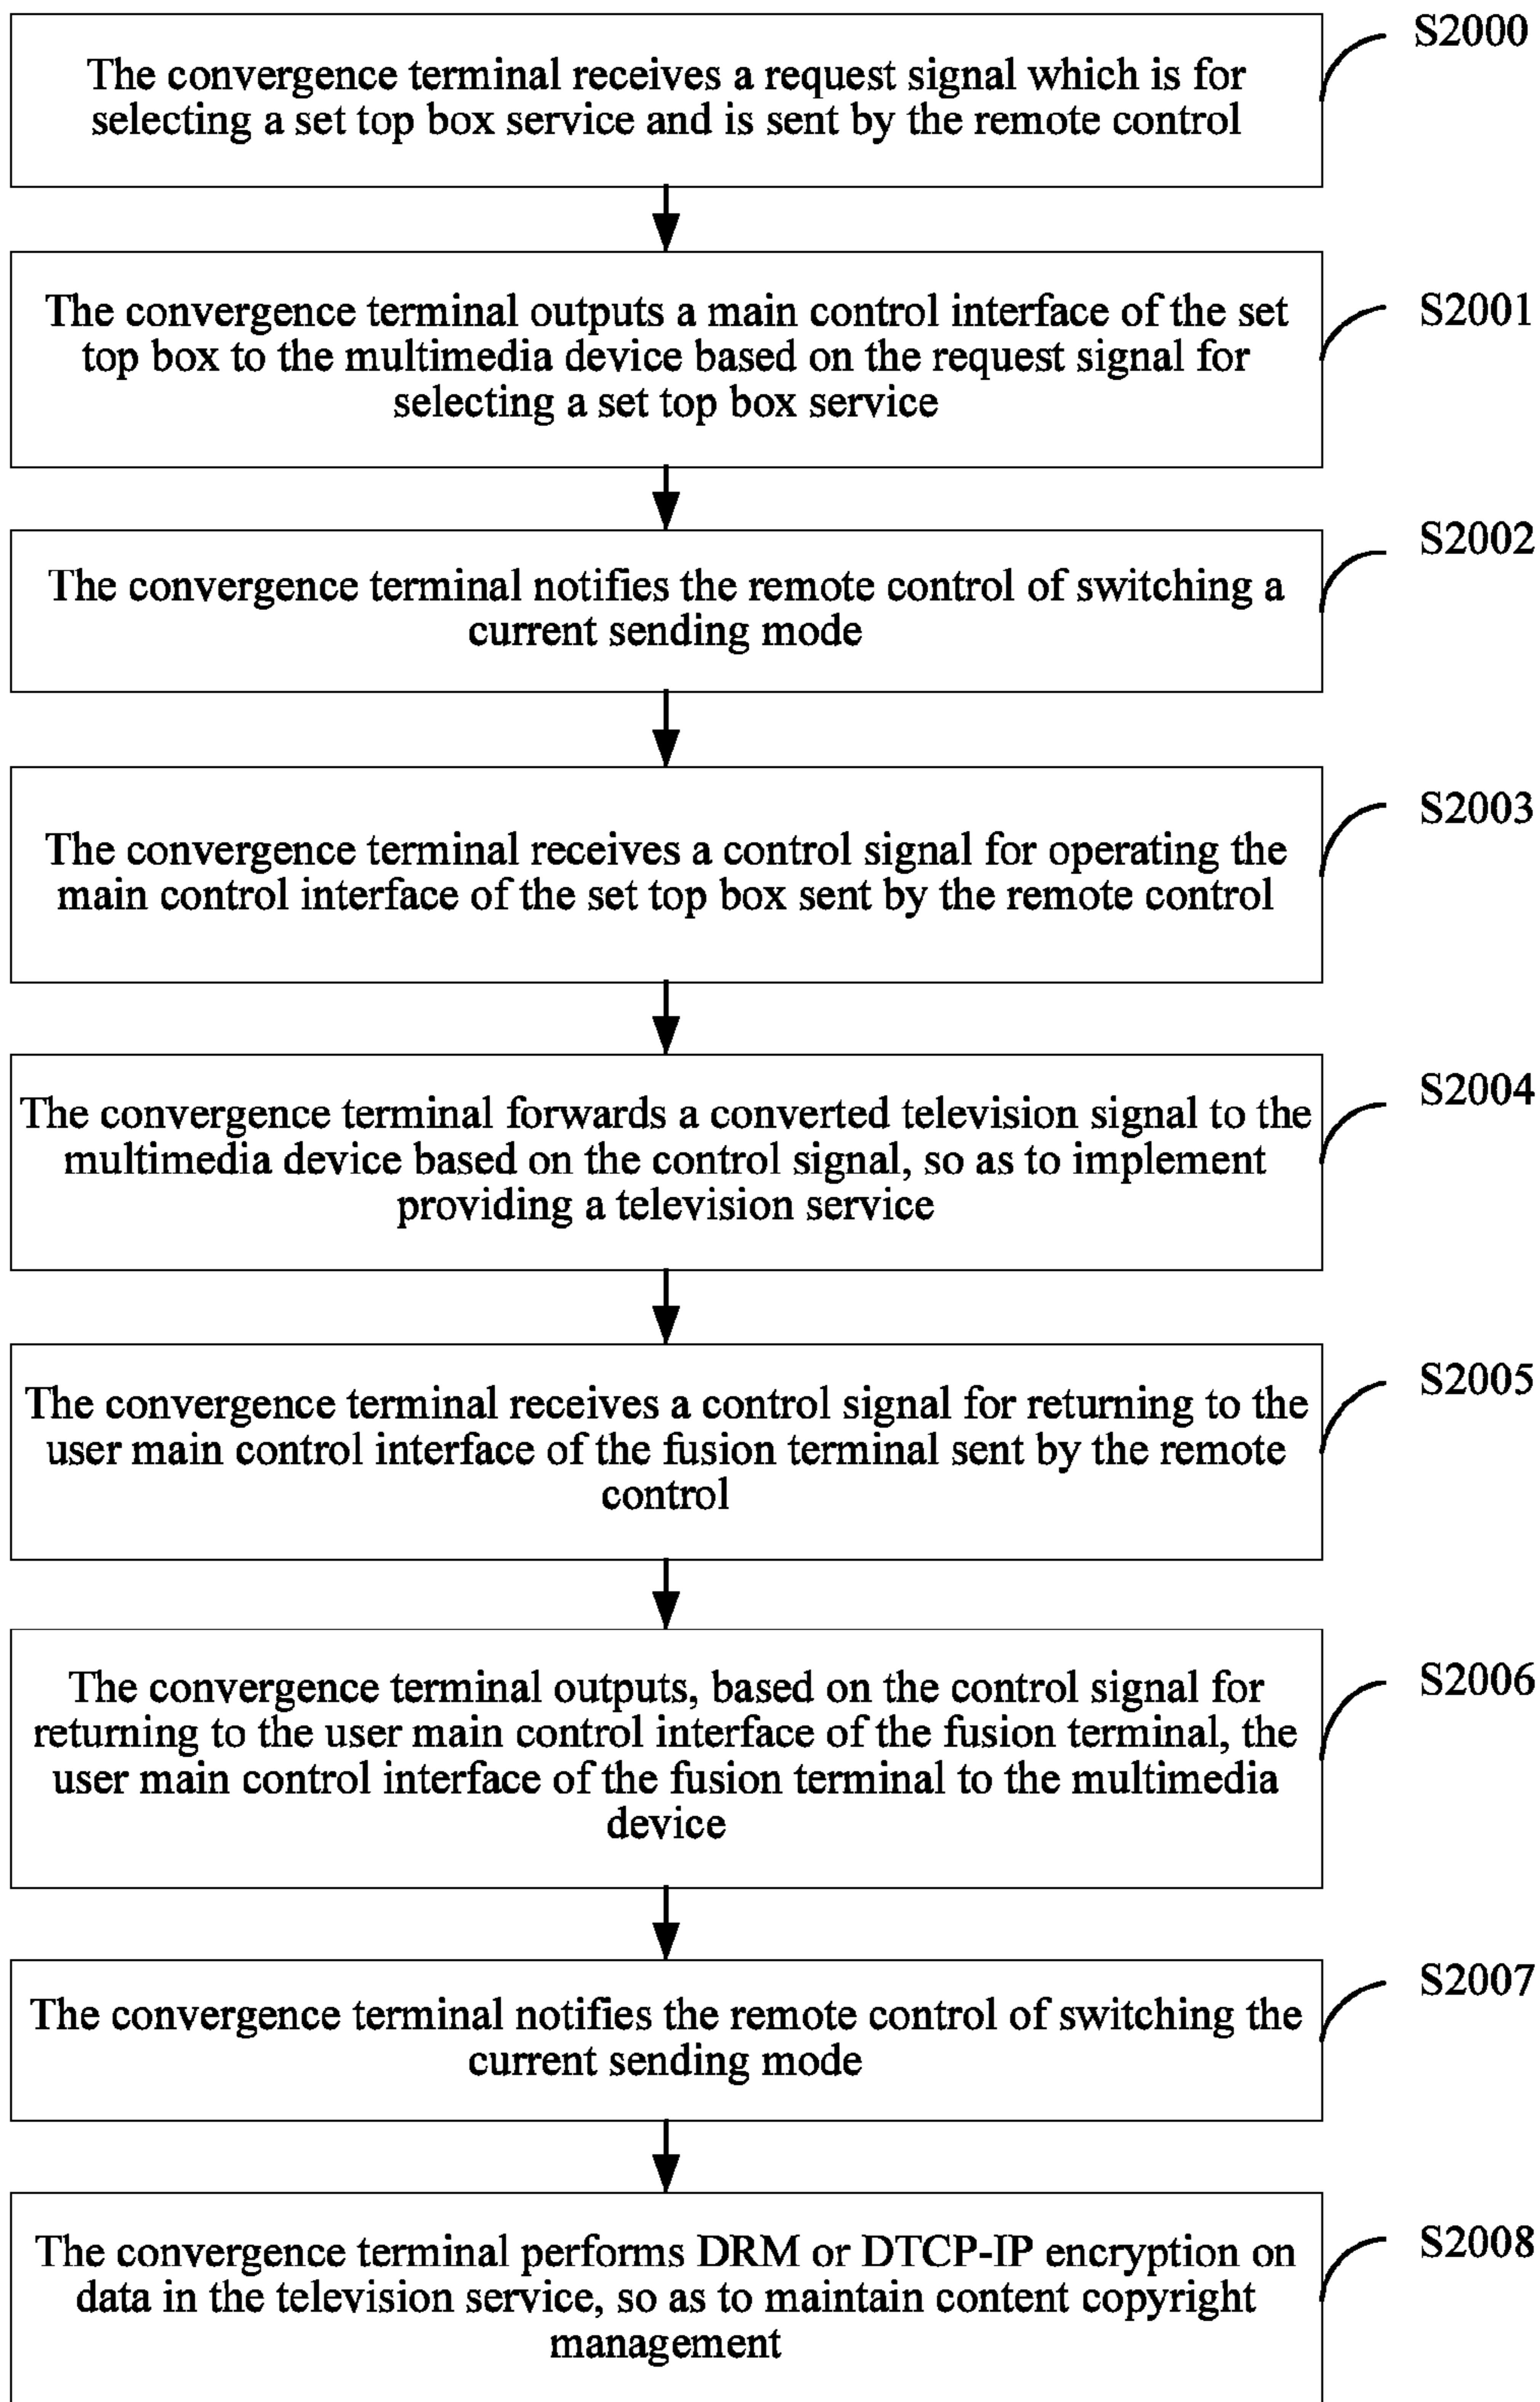 S2000
The convergence terminal receives a request signal which is for
selecting a set top box service and is sent by the remote control
S2001
The convergence terminal outputs a main control interface of the set
top box to the multimedia device based on the request signal for
selecting a set top box service
S2002
The convergence terminal notifies the remote control of switching a
current sending mode
S2003
The convergence terminal receives a control signal for operating the
main control interface of the set top box sent by the remote control
S2004
The convergence terminal forwards a converted television signal to the
multimedia device based on the control signal, so as to implement
providing a television service
S2005
The convergence terminal receives a control signal for returning to the
user main control interface of the fusion terminal sent by the remote
control
S2006
The convergence terminal outputs, based on the control signal for
returning to the user main control interface of the fusion terminal, the
user main control interface of the fusion terminal to the multimedia
device
S2007
The convergence terminal notifies the remote control of switching the
current sending mode
S2008
The convergence terminal performs DRM or DTCP-IP encryption on
data in the television service, so as to maintain content copyright
management